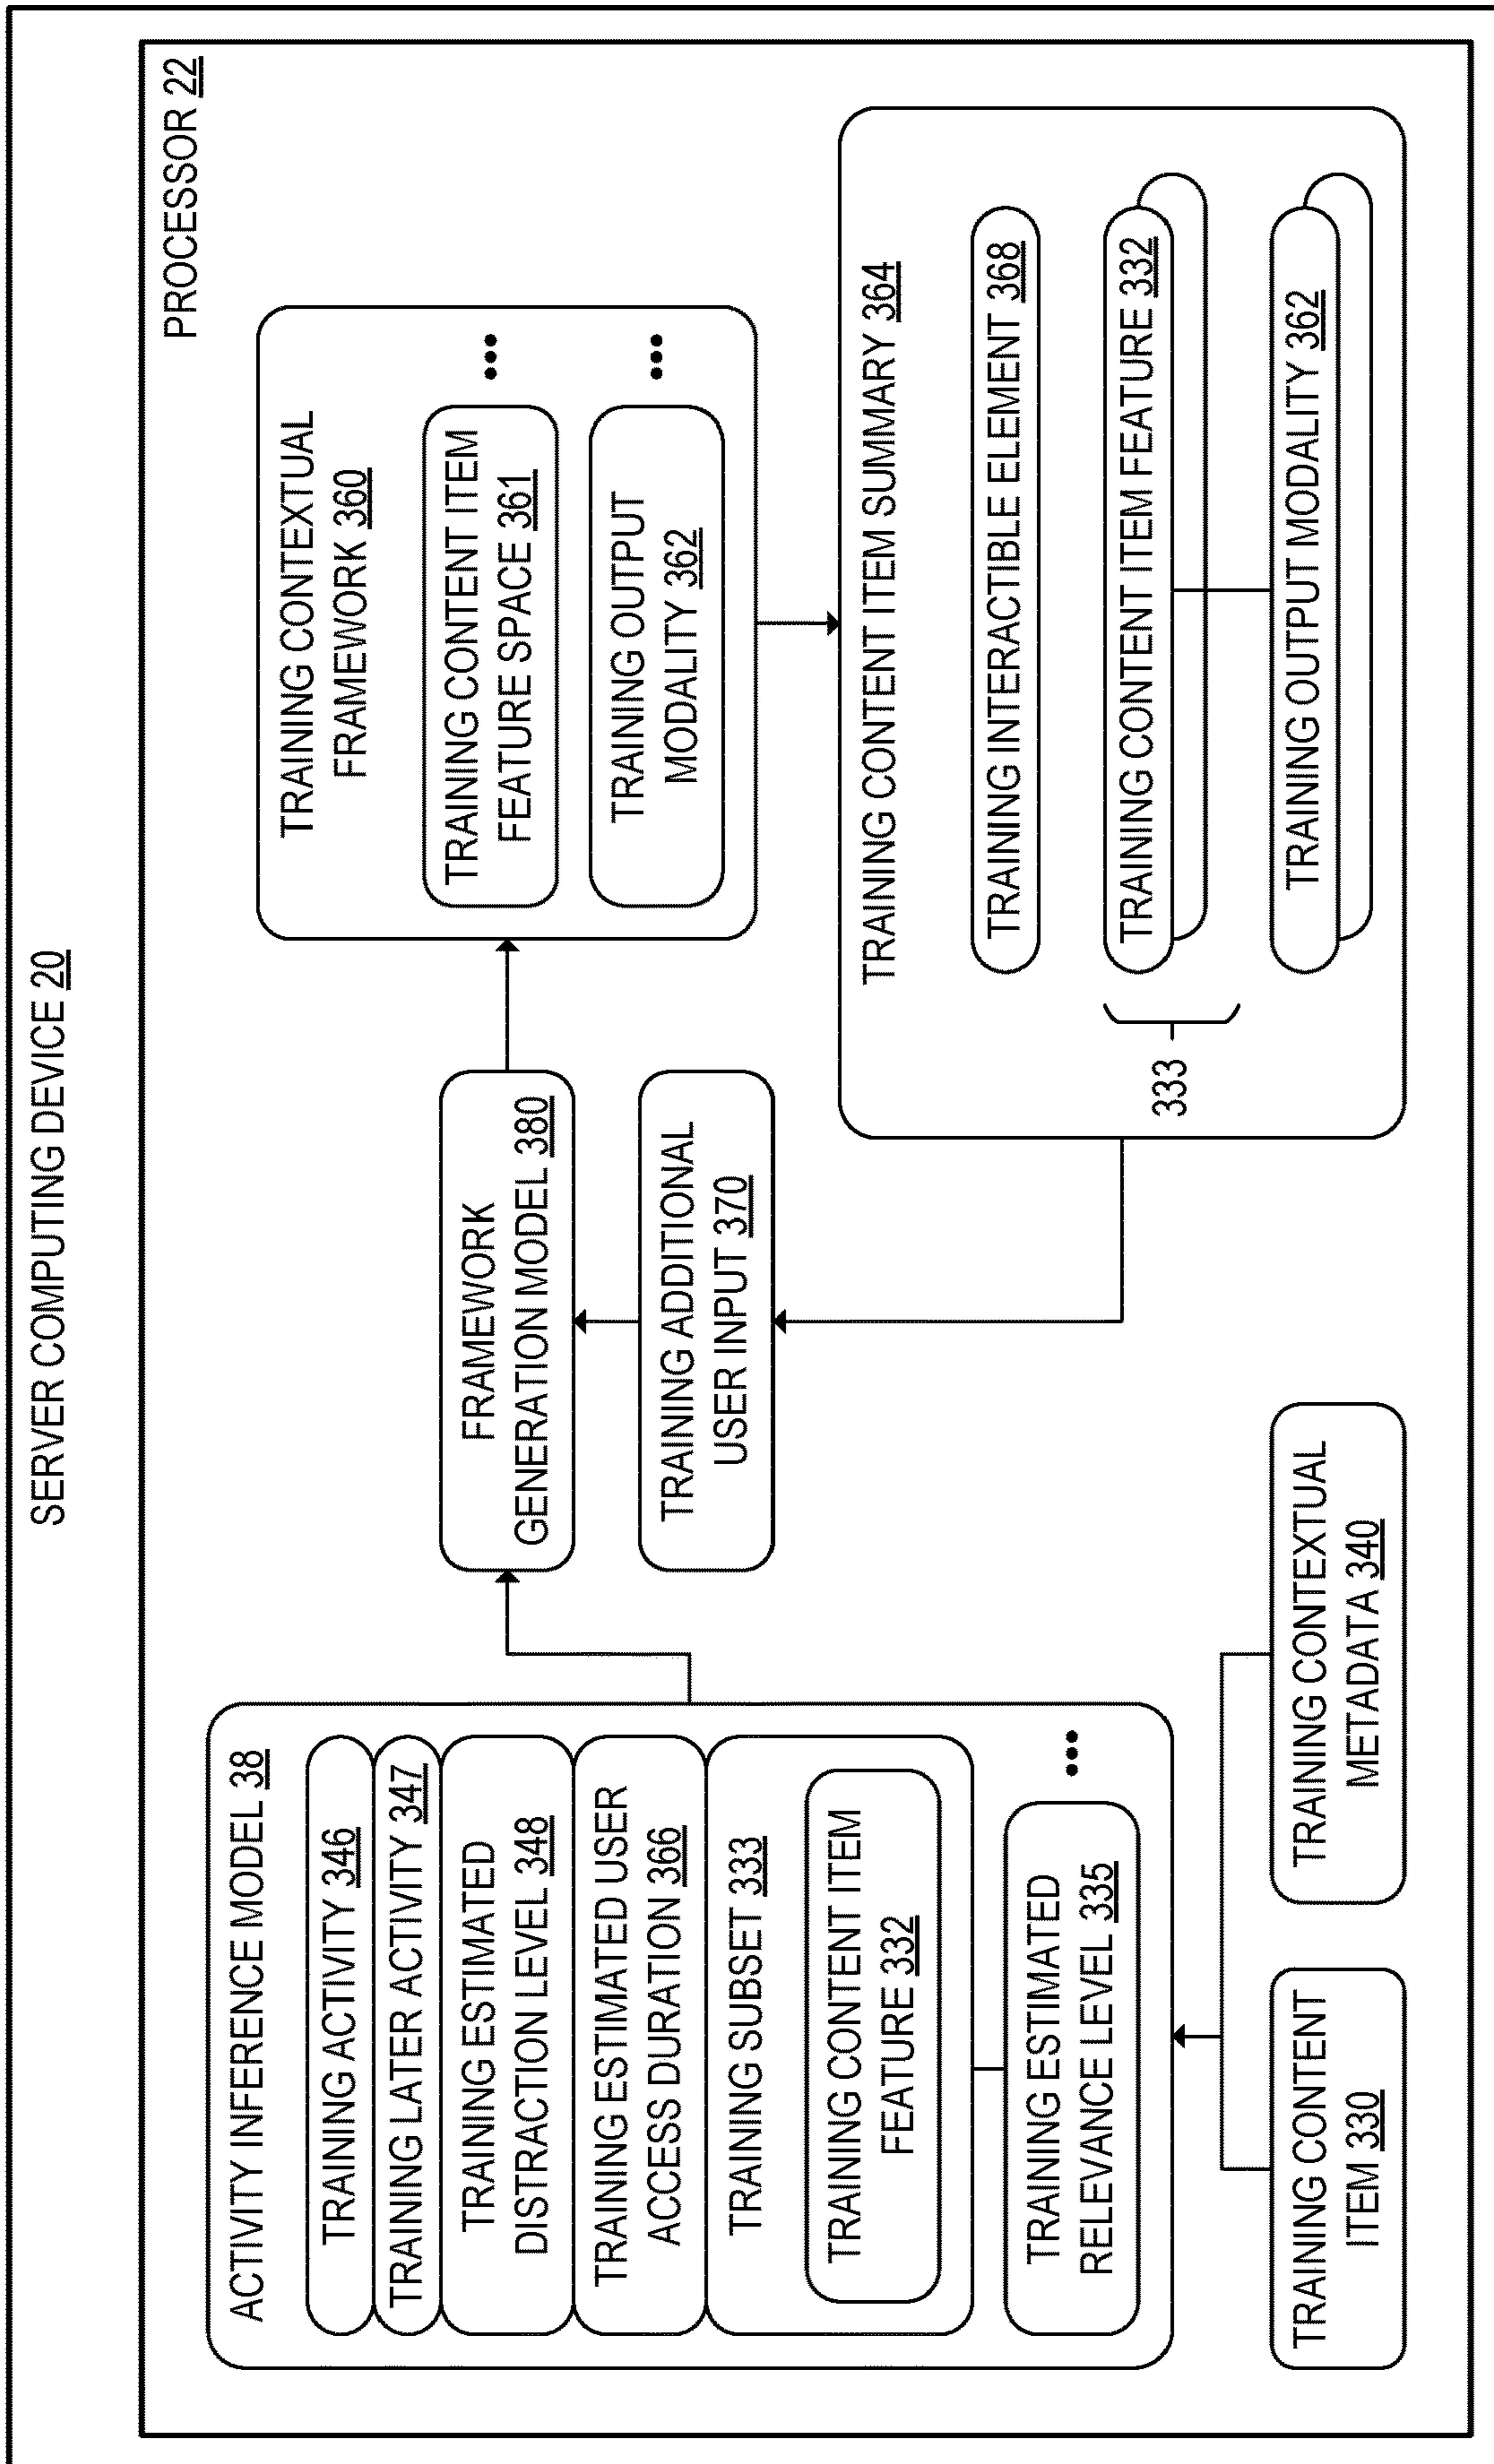 SERVER COMPUTING DEVICE 20
PROCESSOR 22
ACTIVITY INFERENCE MODEL 38
TRAINING ACTIVITY 346
TRAINING LATER ACTIVITY 347
TRAINING ESTIMATED
DISTRACTION LEVEL 348
TRAINING ESTIMATED USER
ACCESS DURATION 366
TRAINING SUBSET 333
TRAINING CONTENT ITEM
FEATURE 332
TRAINING ESTIMATED
RELEVANCE LEVEL 335
TRAINING CONTENT
ITEM 330
TRAINING CONTEXTUAL
METADATA 340
FRAMEWORK
GENERATION MODEL 380
TRAINING ADDITIONAL
USER INPUT 370
TRAINING CONTEXTUAL
FRAMEWORK 360
TRAINING CONTENT ITEM
FEATURE SPACE 361
TRAINING OUTPUT
MODALITY 362
TRAINING CONTENT ITEM SUMMARY 364
TRAINING INTERACTIBLE ELEMENT 368
TRAINING CONTENT ITEM FEATURE 332
333
TRAINING OUTPUT MODALITY 362